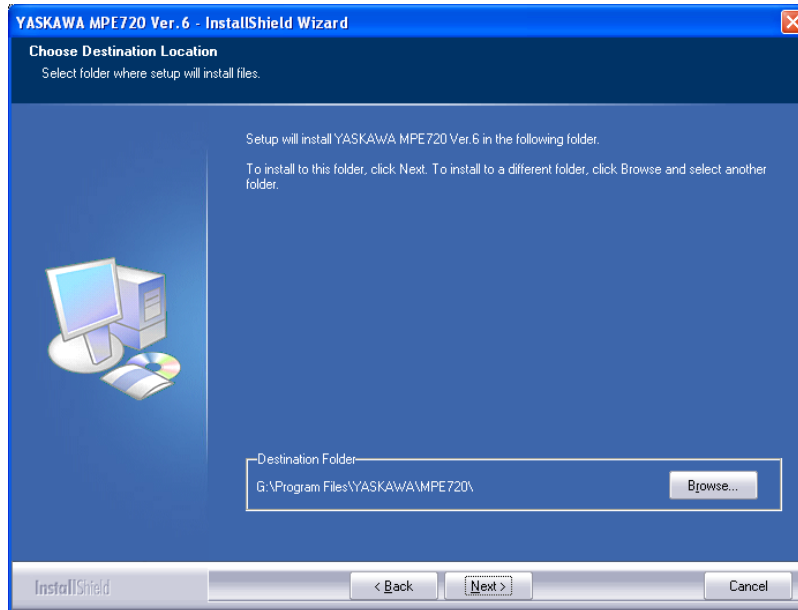 YASKAWA MPE720 Ver.6 - InstallShield Wizard
Choose Destination Location
Select folder where setup will install files.
Setup will install YASKAWA MPE720 Ver.6 in the following folder.
To install to this folder, click Next. To install to a different folder, click Browse and select another
folder.
Destination Folder
G:\Program Files\YASKAWA\MPE720\
Browse...
InstallShield
< Back
Next >
Cancel